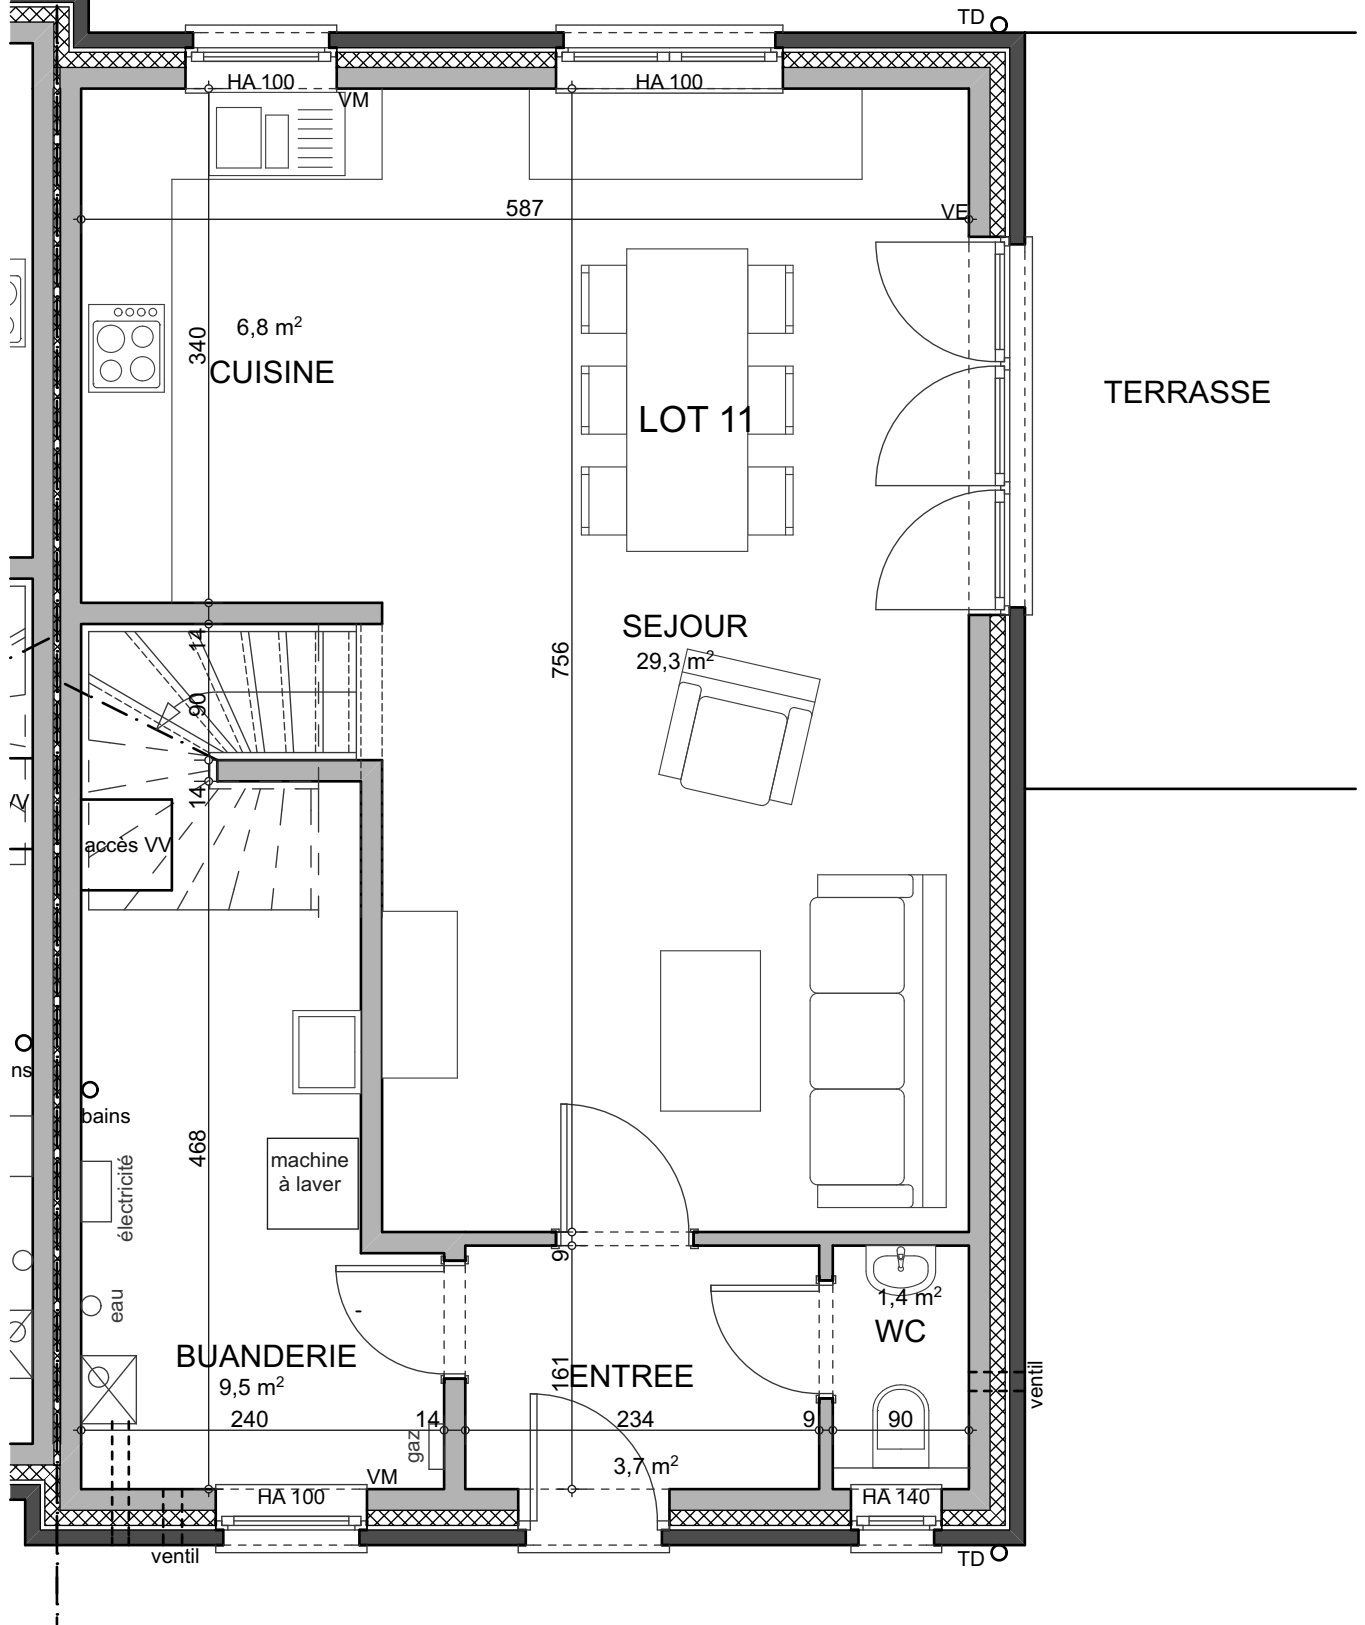 TD
HA 100
HA 100
VM
587
VE
6,8 m²
340
CUISINE
TERRASSE
LOT 11
SEJOUR
29,3 m²
14
756
90
14
VV
accès VV
ns
bains
468
machine
à laver
électricité
9
eau
1,4 m²
WC
BUANDERIE
9,5 m²
161
ENTREE
ventil
240
14
234
9
90
gaz
3,7 m²
VM
HA 100
HA 140
ventil
TD